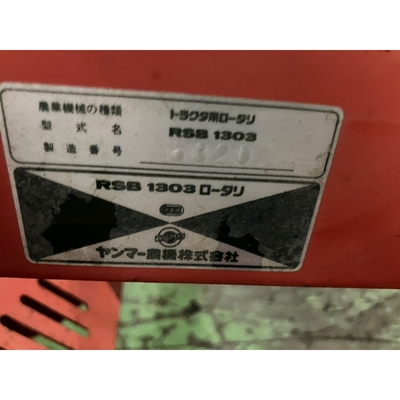 農業機械の種類 トラクタ用ロータリ
型式名 RSB 1303
製造番号
RSB 1303 ロータリ
ヤンマー農機株式会社